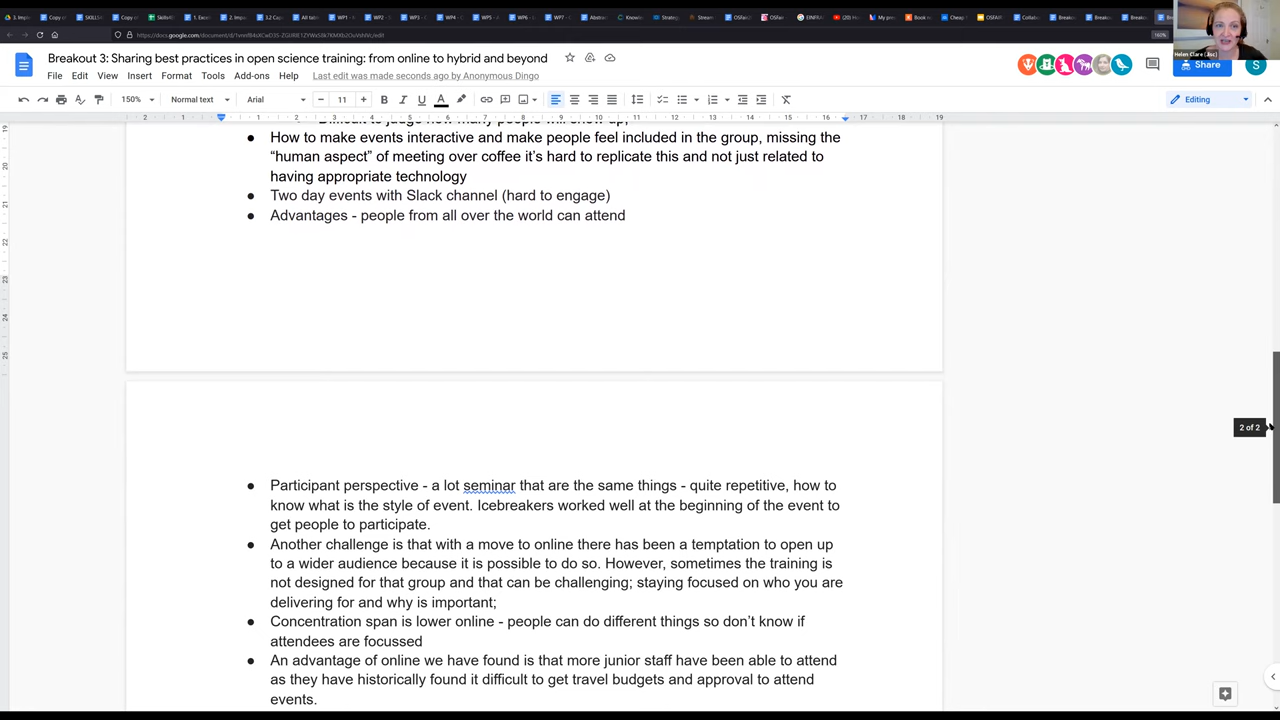 Breakout 3: Sharing best practices in open science training: from online to hybrid and beyond
File Edit View Insert Format Tools Add-ons Help Last edit was made seconds ago by Anonymous Dingo
Helen Clare (Jisc)
Share
S
150% Normal text Arial 11 Editing
How to make events interactive and make people feel included in the group, missing the
“human aspect” of meeting over coffee it’s hard to replicate this and not just related to
having appropriate technology
Two day events with Slack channel (hard to engage)
Advantages - people from all over the world can attend
2 of 2
Participant perspective - a lot seminar that are the same things - quite repetitive, how to
know what is the style of event. Icebreakers worked well at the beginning of the event to
get people to participate.
Another challenge is that with a move to online there has been a temptation to open up
to a wider audience because it is possible to do so. However, sometimes the training is
not designed for that group and that can be challenging; staying focused on who you are
delivering for and why is important;
Concentration span is lower online - people can do different things so don’t know if
attendees are focussed
An advantage of online we have found is that more junior staff have been able to attend
as they have historically found it difficult to get travel budgets and approval to attend
events.